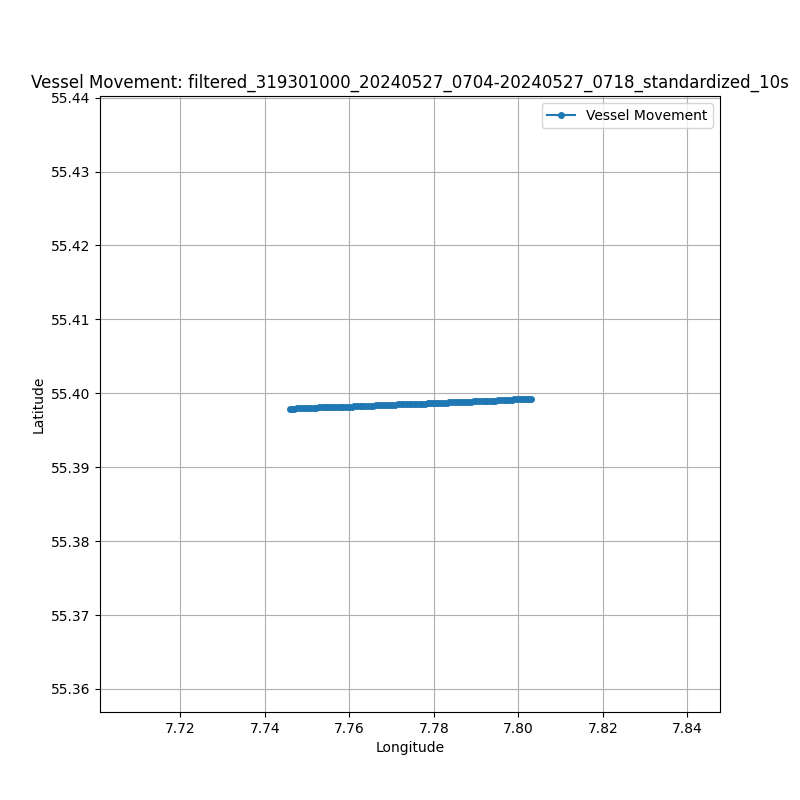 Vessel Movement: filtered_319301000_20240527_0704-20240527_0718_standardized_10s
Vessel Movement
55.44
55.43
55.42
55.41
55.40
55.39
55.38
55.37
55.36
Latitude
7.72 7.74 7.76 7.78 7.80 7.82 7.84
Longitude